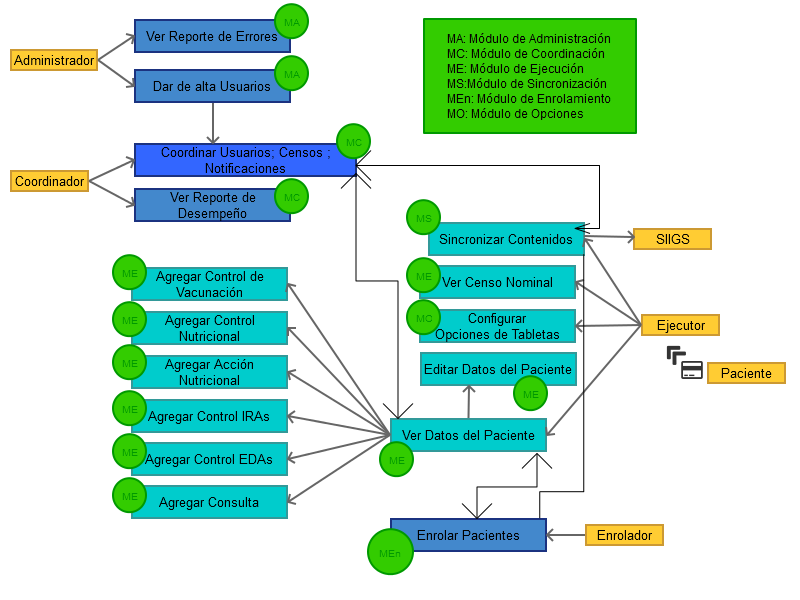 MA
Ver Reporte de Errores
Administrador
MA
Dar de alta Usuarios
MA: Módulo de Administración
MC: Módulo de Coordinación
ME: Módulo de Ejecución
MS:Módulo de Sincronización
MEn: Módulo de Enrolamiento
MO: Módulo de Opciones
MC
Coordinar Usuarios; Censos ;
Notificaciones
Coordinador
MC
Ver Reporte de
Desempeño
MS
Sincronizar Contenidos
SIIGS
ME
Ver Censo Nominal
MO
Configurar
Opciones de Tabletas
Ejecutor
Editar Datos del Paciente
ME
Paciente
ME
Agregar Control de
Vacunación
ME
Agregar Control
Nutricional
ME
Agregar Acción
Nutricional
ME
Agregar Control IRAs
ME
Agregar Control EDAs
ME
Agregar Consulta
Ver Datos del Paciente
ME
Enrolar Pacientes
MEn
Enrolador